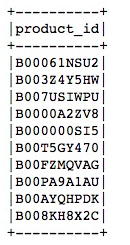 +----------+
|product_id|
+----------+
|B00061NSU2|
|B003Z4Y5HW|
|B007USIWPU|
|B0000A2ZV8|
|B000000SI5|
|B00T5GY470|
|B00FZMQVAG|
|B00PA9A1AU|
|B00AYQHPDK|
|B008KH8X2C|
+----------+